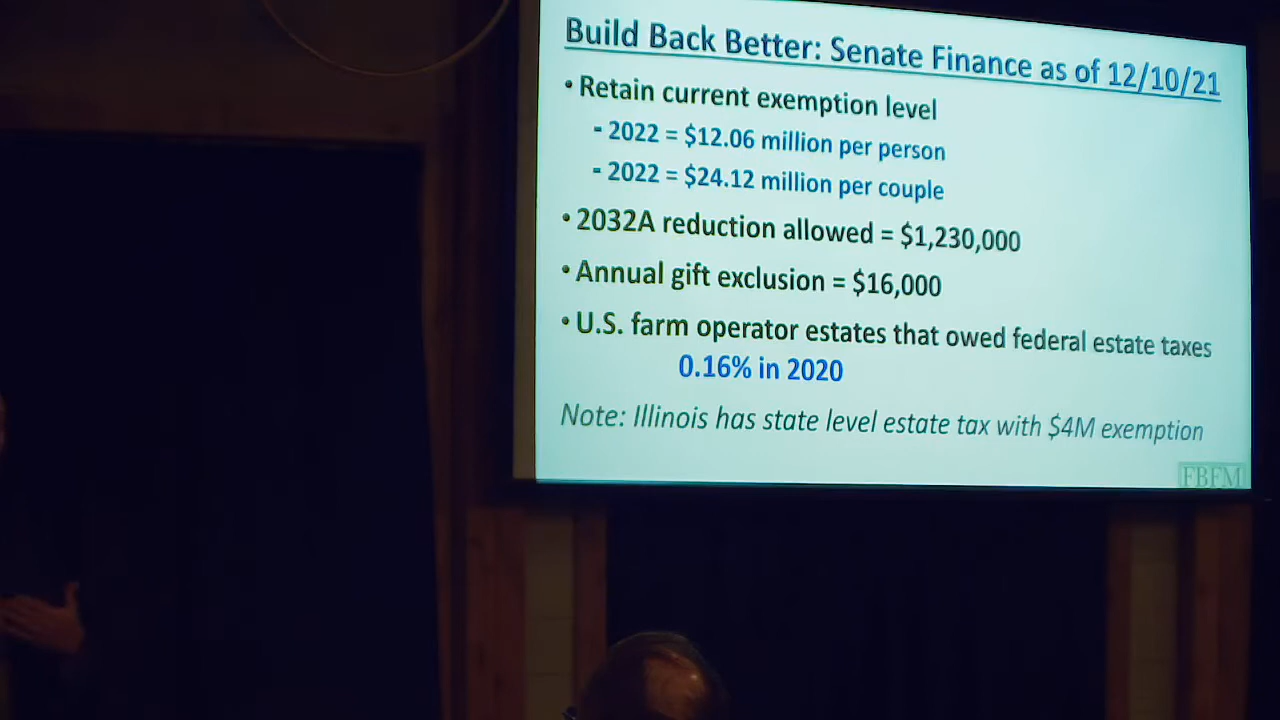 Build Back Better: Senate Finance as of 12/10/21
• Retain current exemption level
- 2022 = $12.06 million per person
- 2022 = $24.12 million per couple
• 2032A reduction allowed = $1,230,000
• Annual gift exclusion = $16,000
• U.S. farm operator estates that owed federal estate taxes
0.16% in 2020
Note: Illinois has state level estate tax with $4M exemption
FBFM